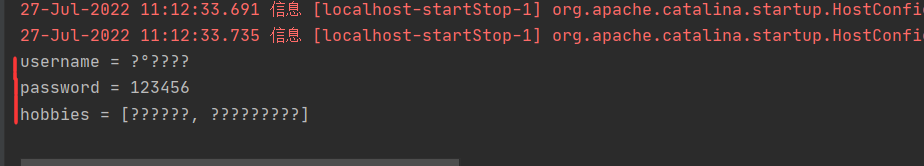 27-Jul-2022 11:12:33.691 信息 [localhost-startStop-1] org.apache.catalina.startup.HostConfi
27-Jul-2022 11:12:33.735 信息 [localhost-startStop-1] org.apache.catalina.startup.HostConfi
username = ?°????
password = 123456
hobbies = [??????, ?????????]